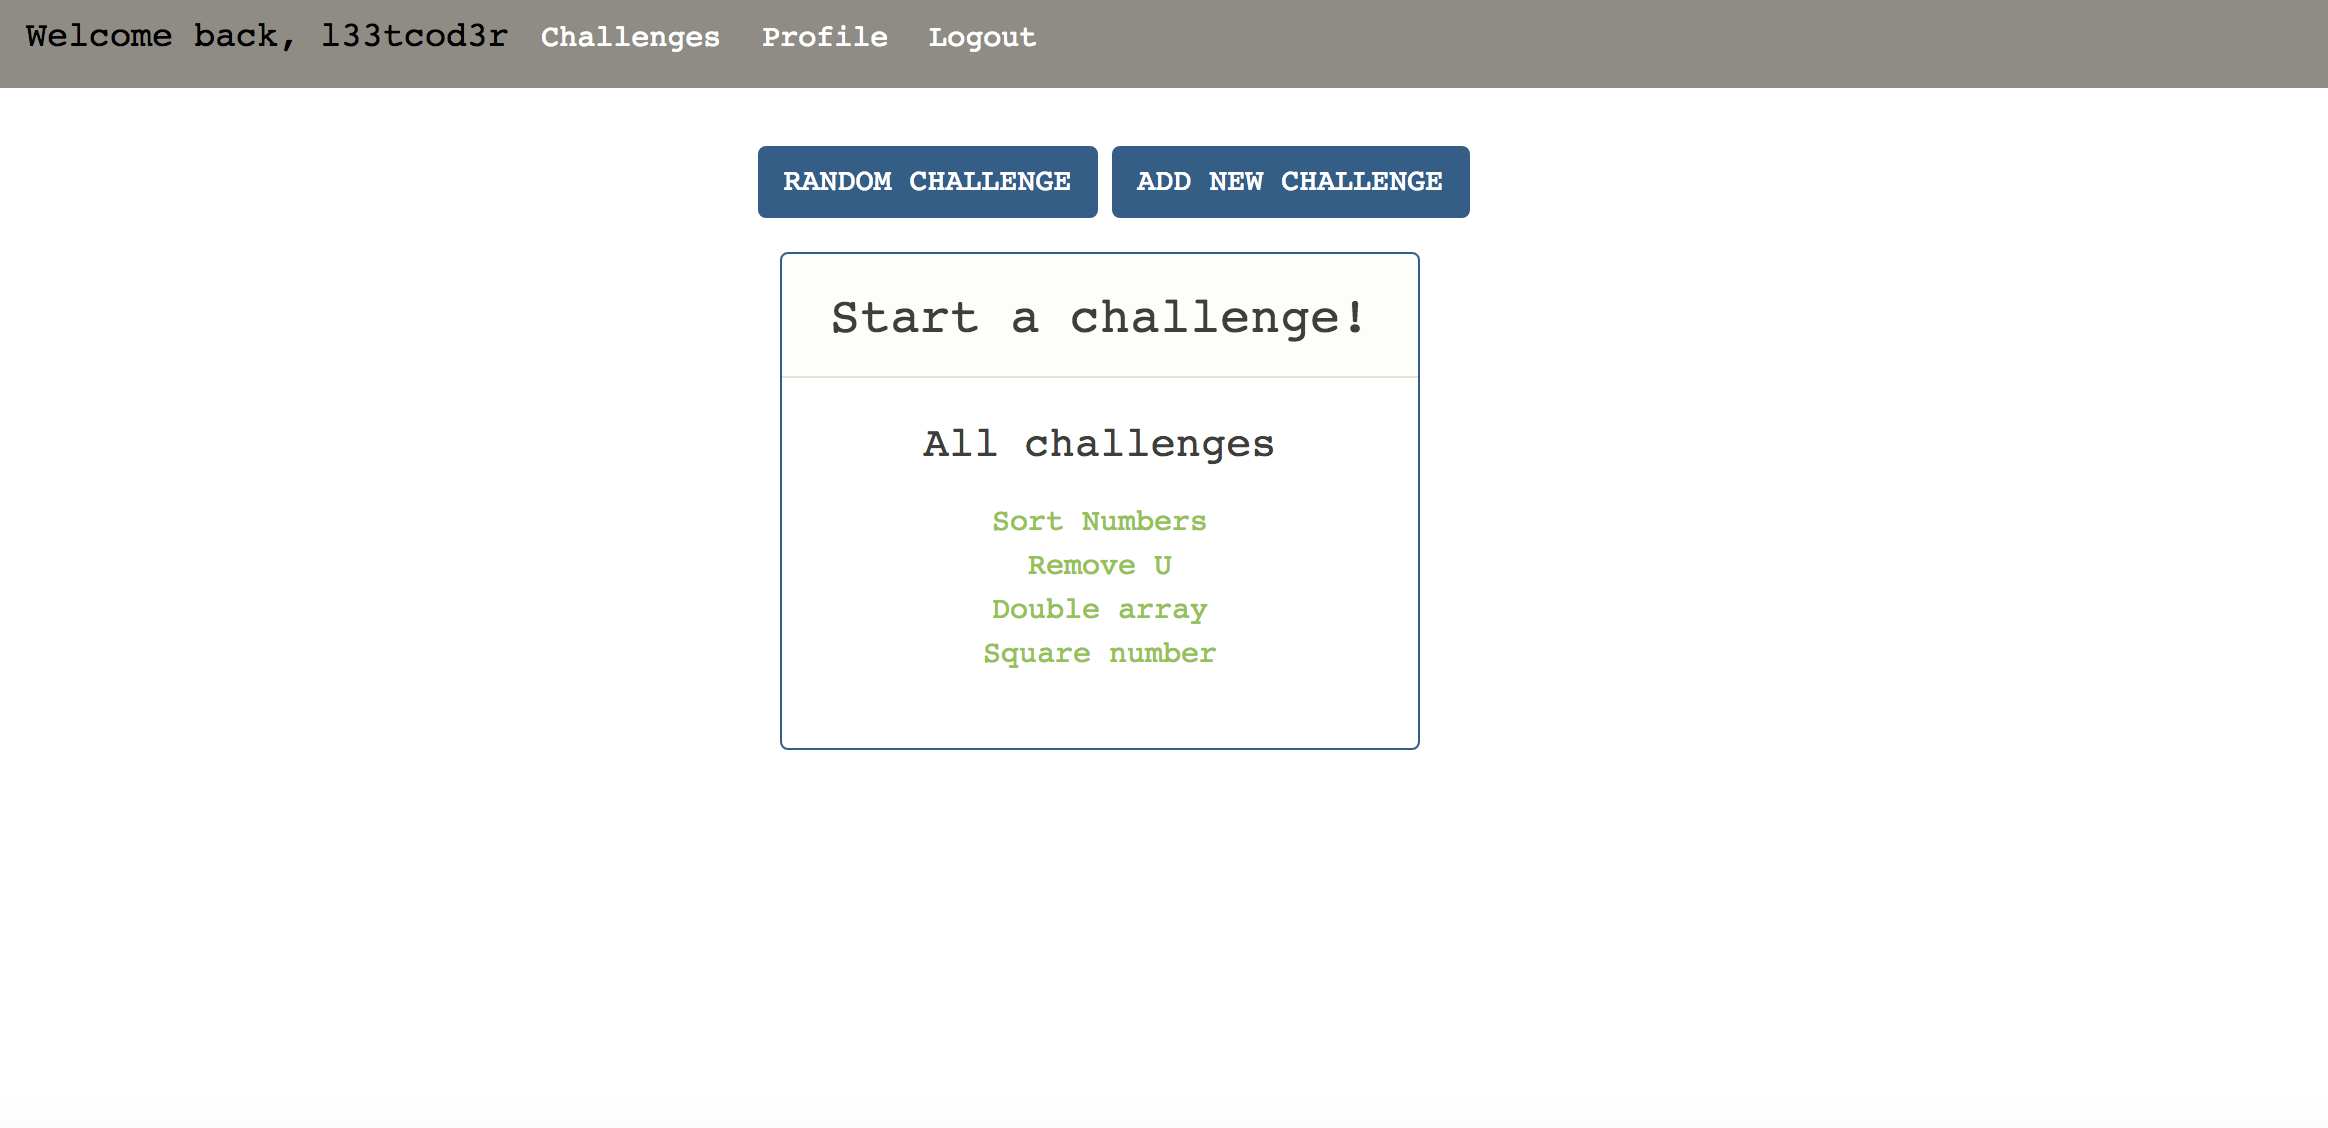 Welcome back, l33tcod3r Challenges Profile Logout
RANDOM CHALLENGE ADD NEW CHALLENGE
Start a challenge!
All challenges
Sort Numbers
Remove U
Double array
Square number